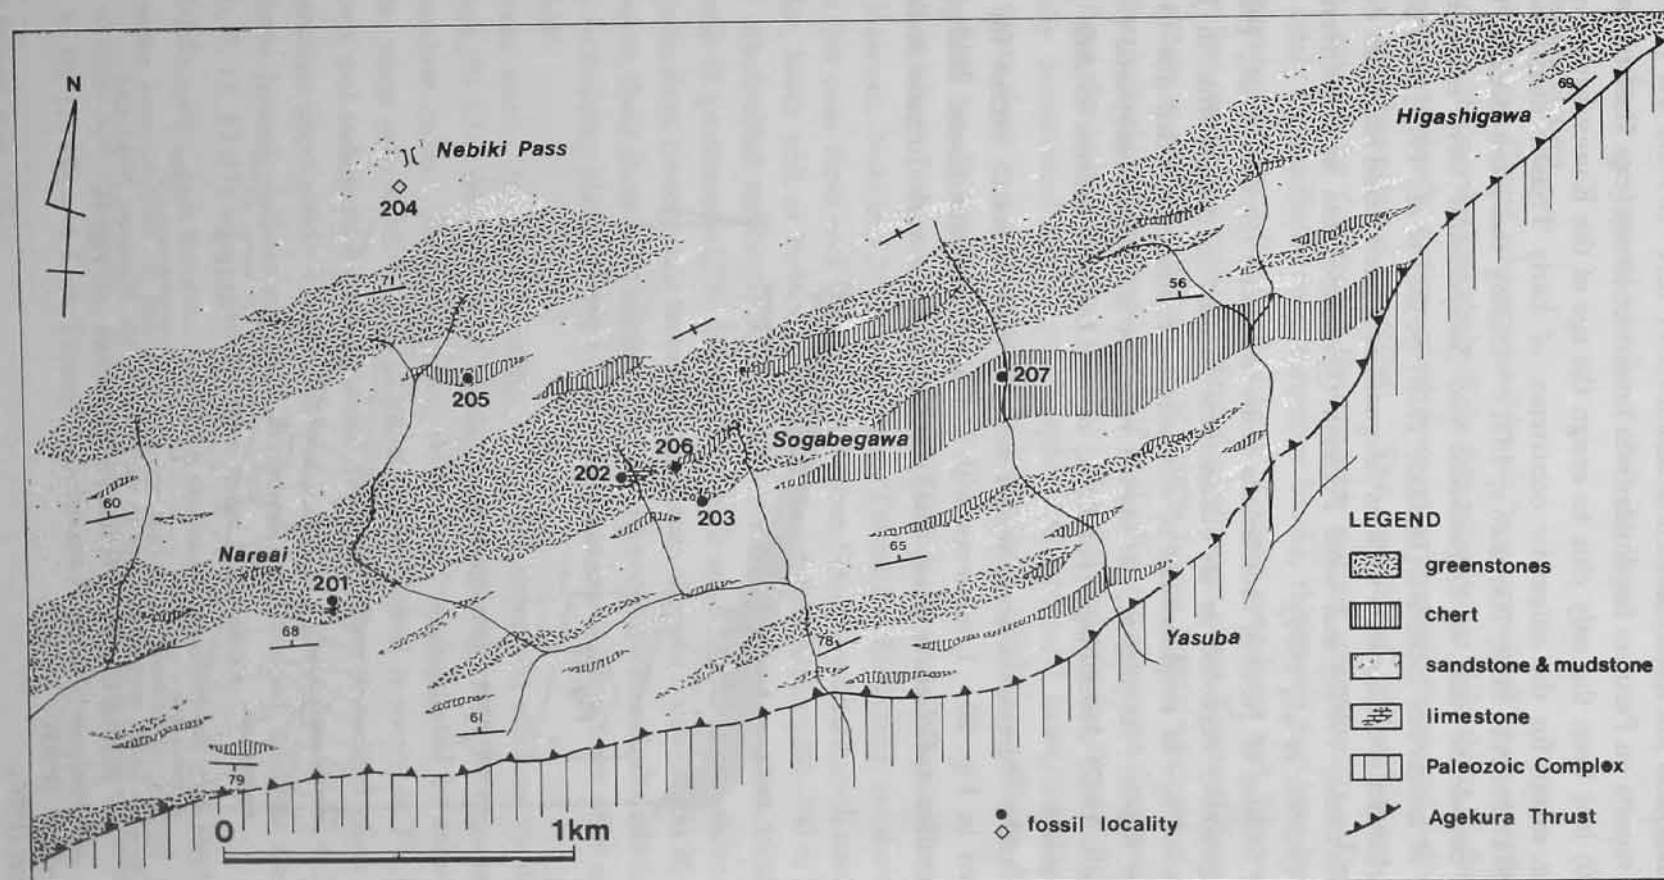 N
Nebiki Pass
204
71
205
60
Nareai
201
68
61
79
202
206
203
Sogabegawa
207
56
69
Higashigawa
65
78
Yasuba
0 1km
fossil locality
LEGEND
greenstones
chert
sandstone & mudstone
limestone
Paleozoic Complex
Agekura Thrust